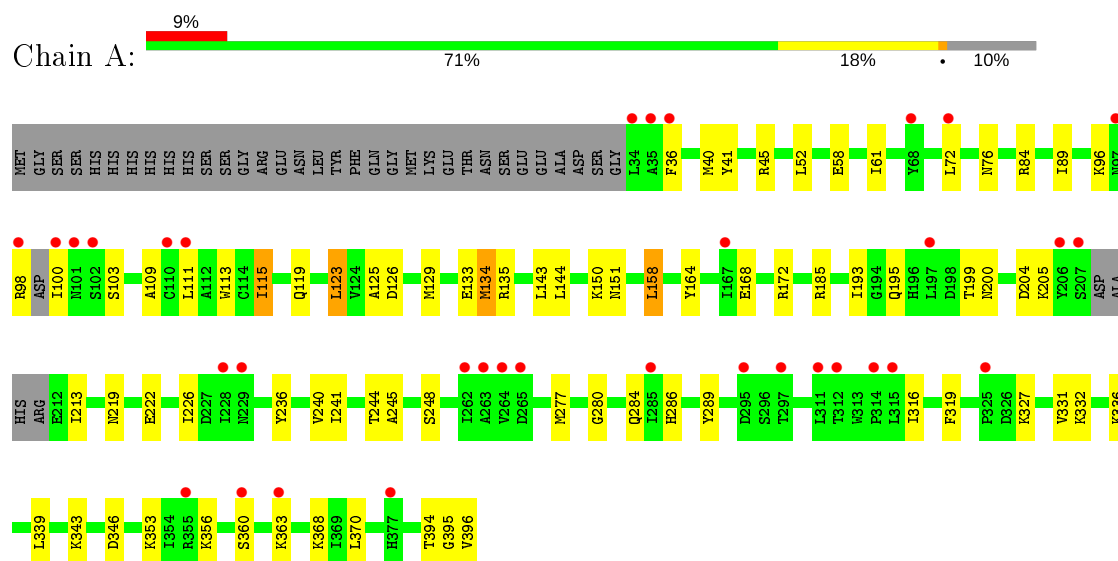 9%
Chain A:
71% 18% • 10%
MET GLY SER SER HIS HIS HIS HIS HIS HIS SER SER GLY ARG GLU ASN LEU TYR PHE GLN GLY MET LYS GLU THR ASN SER GLU GLU ALA ASP SER GLY L34 A35 F36 M40 Y41 R45 L52 E58 I61 Y68 L72 N76 R84 I89 K96 N97
R98 ASP I100 N101 S102 S103 A109 C110 L111 A112 W113 C114 I115 Q119 L123 V124 A125 D126 M129 E133 M134 R135 L143 L144 K150 N151 L158 Y164 I167 E168 R172 R185 I193 G194 Q195 H196 L197 D198 T199 N200 D204 K205 Y206 S207 ASP ALA
HIS ARG E212 I213 N219 E222 I226 D227 I228 N229 Y236 V240 I241 T244 A245 S248 I262 A263 V264 D265 M277 G280 Q284 I285 H286 Y289 D295 S296 T297 L311 T312 W313 P314 L315 I316 F319 P325 D326 K327 V331 K332 K336
L339 K343 D346 K353 I354 R355 K356 S360 K363 K368 I369 L370 H377 T394 G395 V396